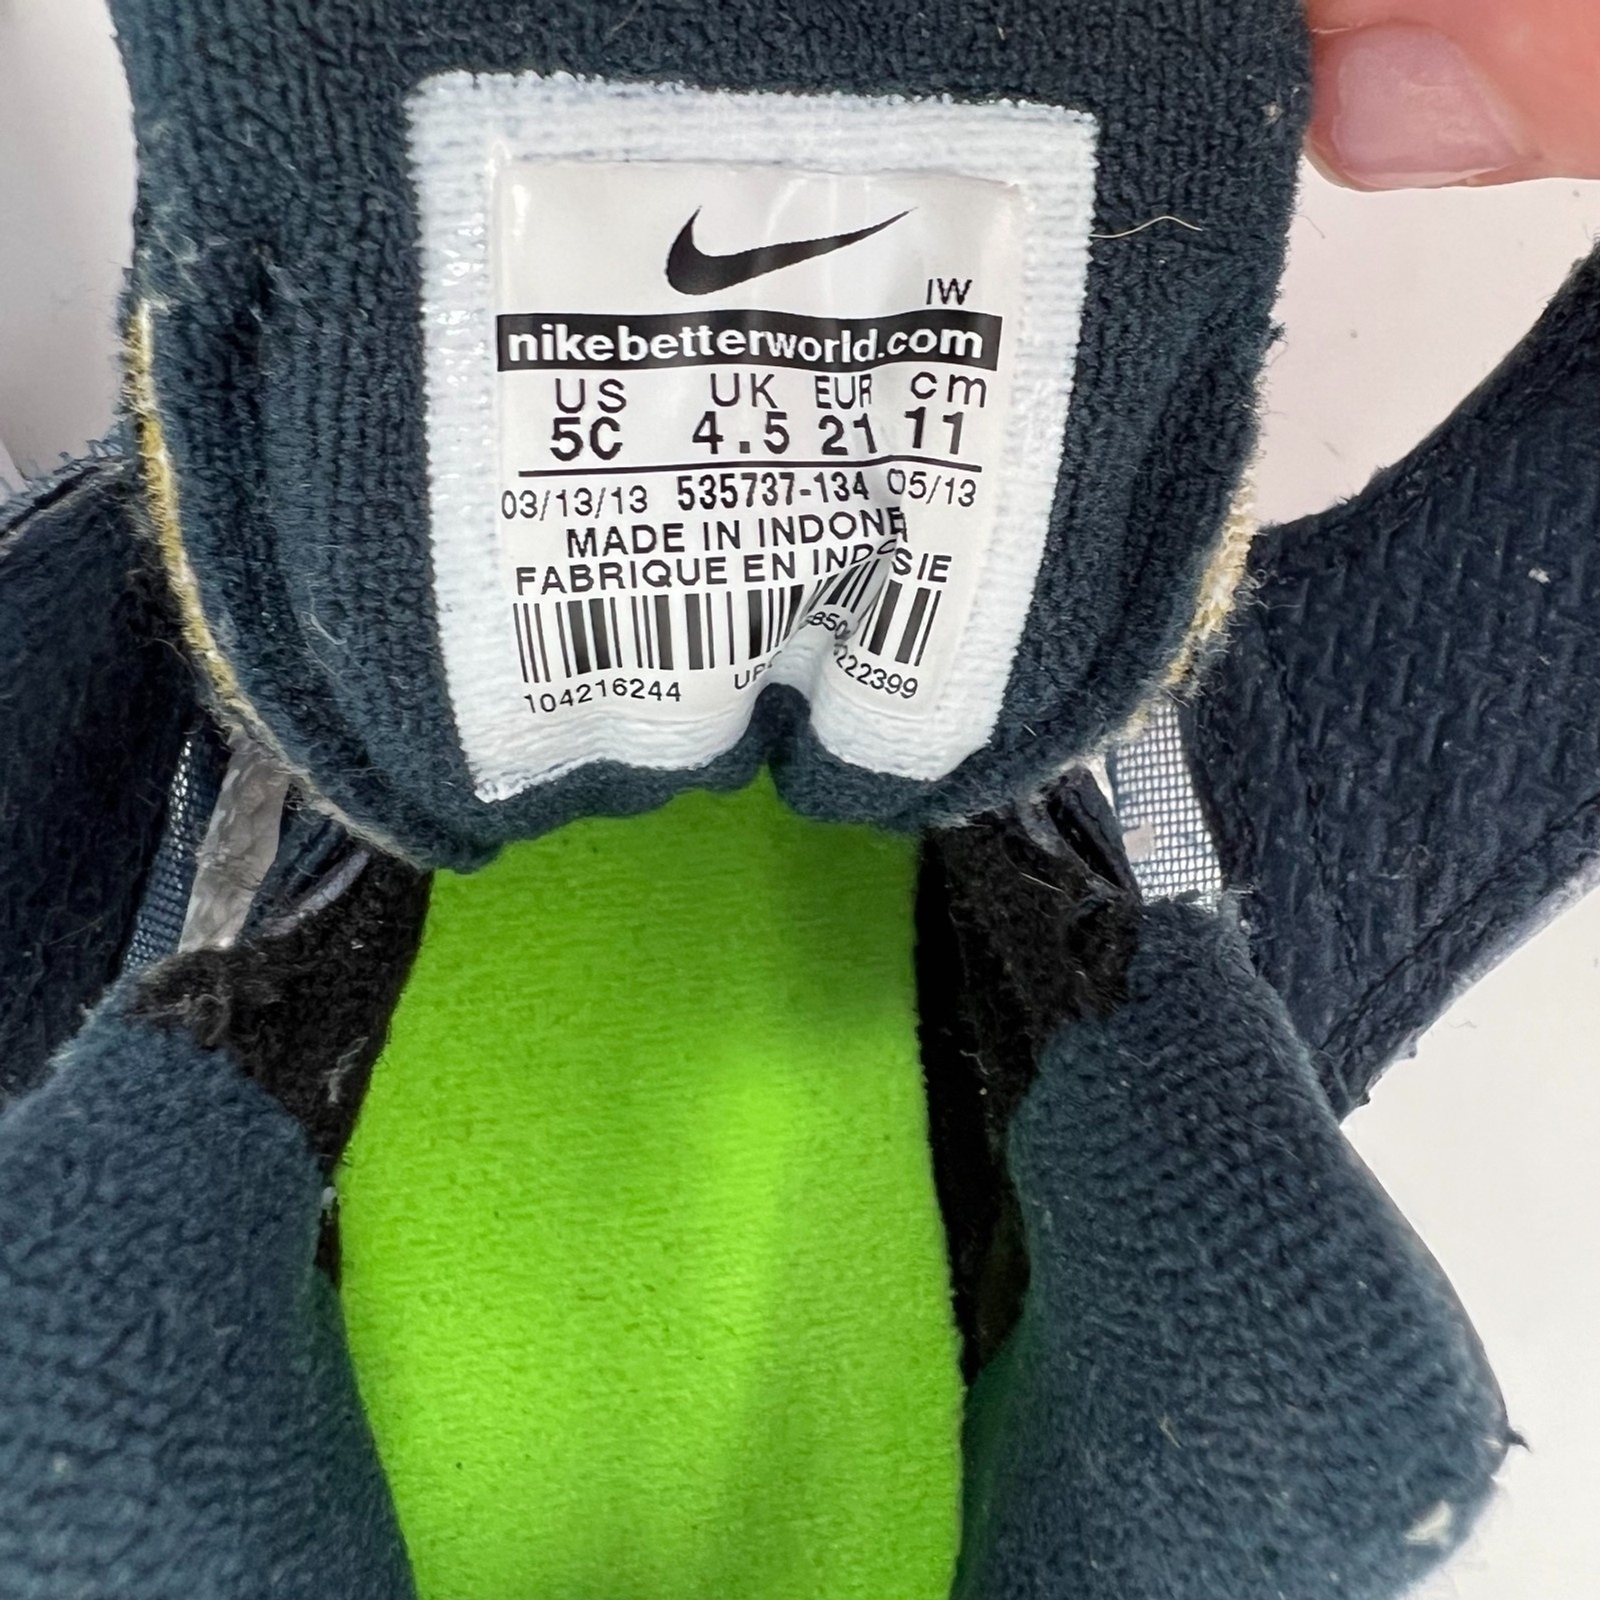 IW
nikebetterworld.com
US UK EUR cm
5C 4.5 21 11
03/13/13 535737-134 05/13
MADE IN INDONE
FABRIQUE EN INDO SIE
104216244 222399